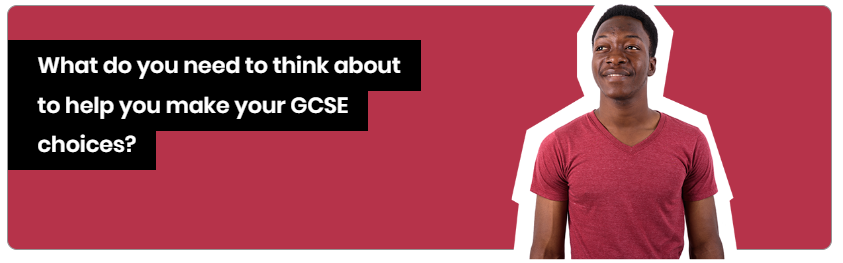 What do you need to think about
to help you make your GCSE
choices?